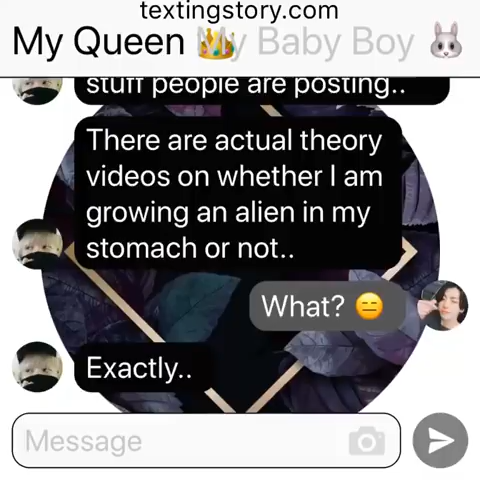 textingstory.com
My Queen 👑 My Baby Boy 🐰
stuff people are posting..
There are actual theory
videos on whether I am
growing an alien in my
stomach or not..
What? 😑
Exactly..
Message